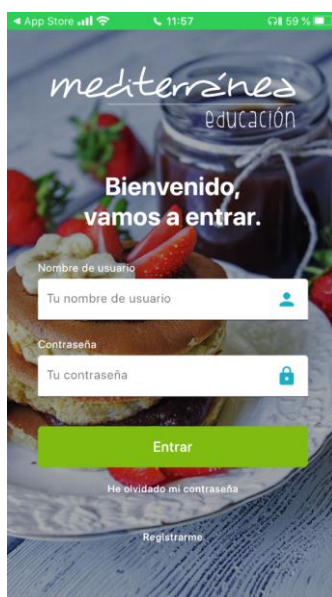 App Store 11:57 59 %
mediterránea
educación
Bienvenido,
vamos a entrar.
Nombre de usuario
Tu nombre de usuario
Contraseña
Tu contraseña
Entrar
He olvidado mi contraseña
Registrarme